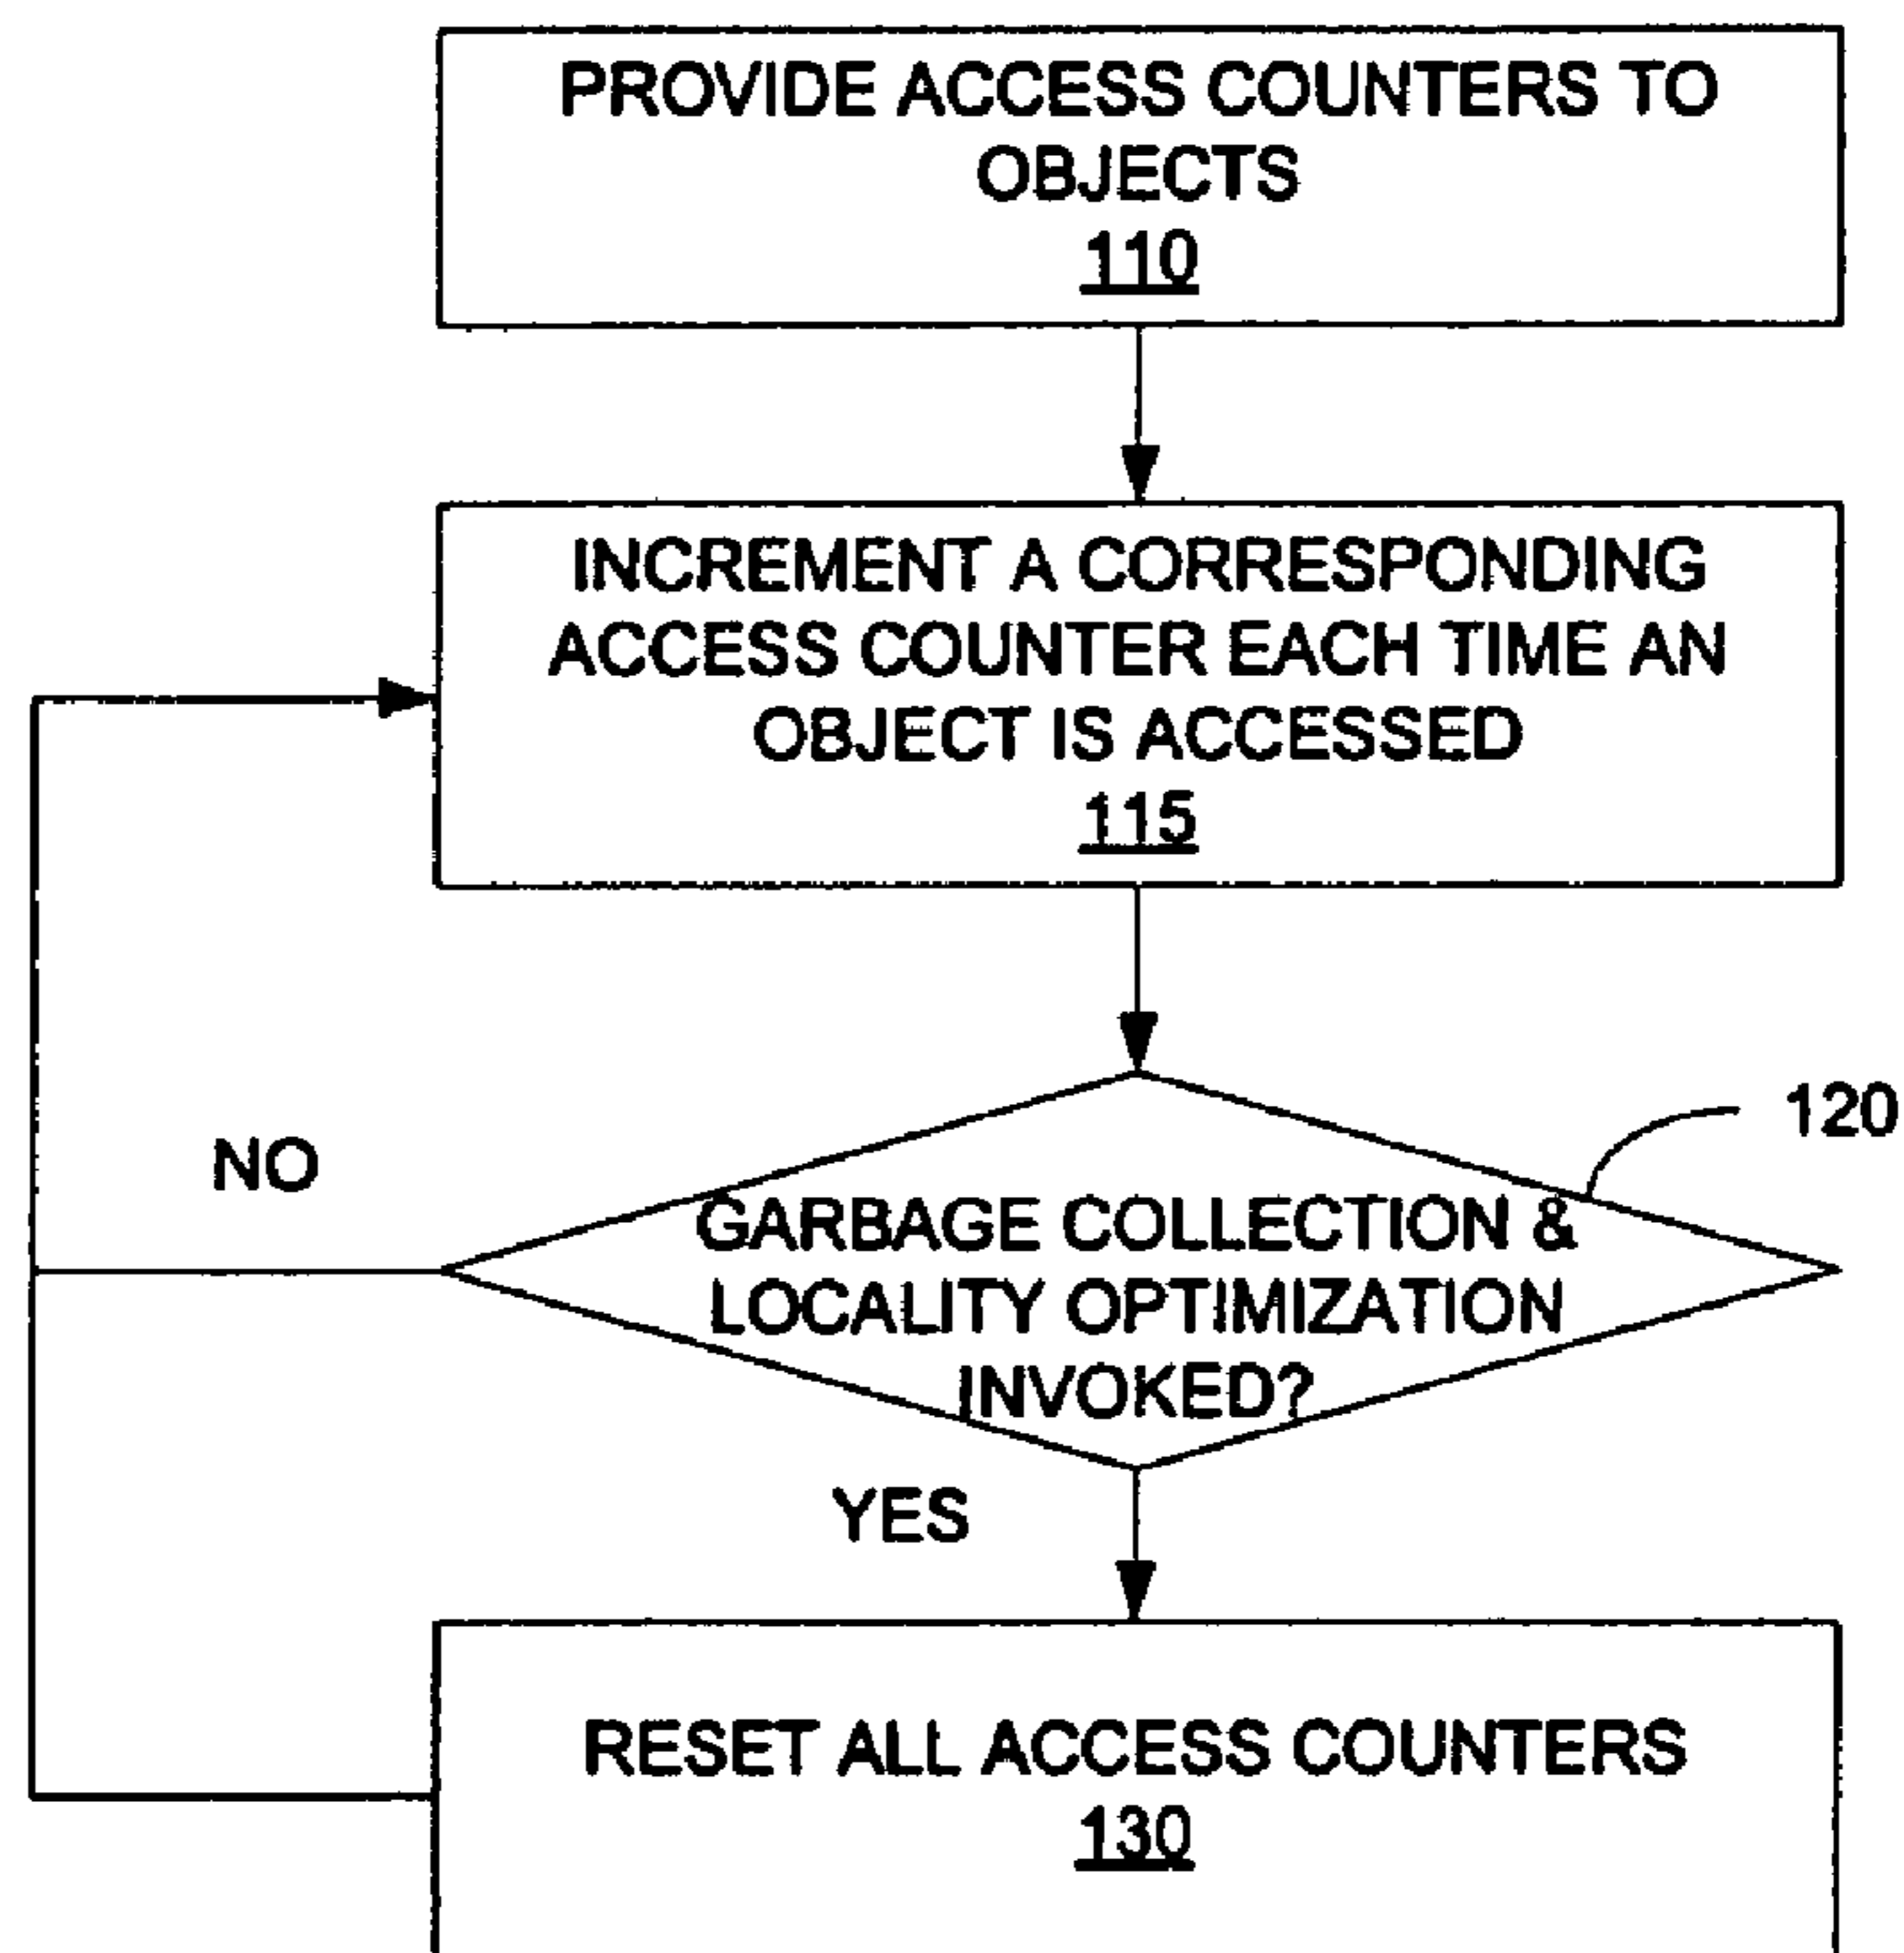 PROVIDE ACCESS COUNTERS TO
OBJECTS
110
INCREMENT A CORRESPONDING
ACCESS COUNTER EACH TIME AN
OBJECT IS ACCESSED
115
120
NO
GARBAGE COLLECTION &
LOCALITY OPTIMIZATION
INVOKED?
YES
RESET ALL ACCESS COUNTERS
130